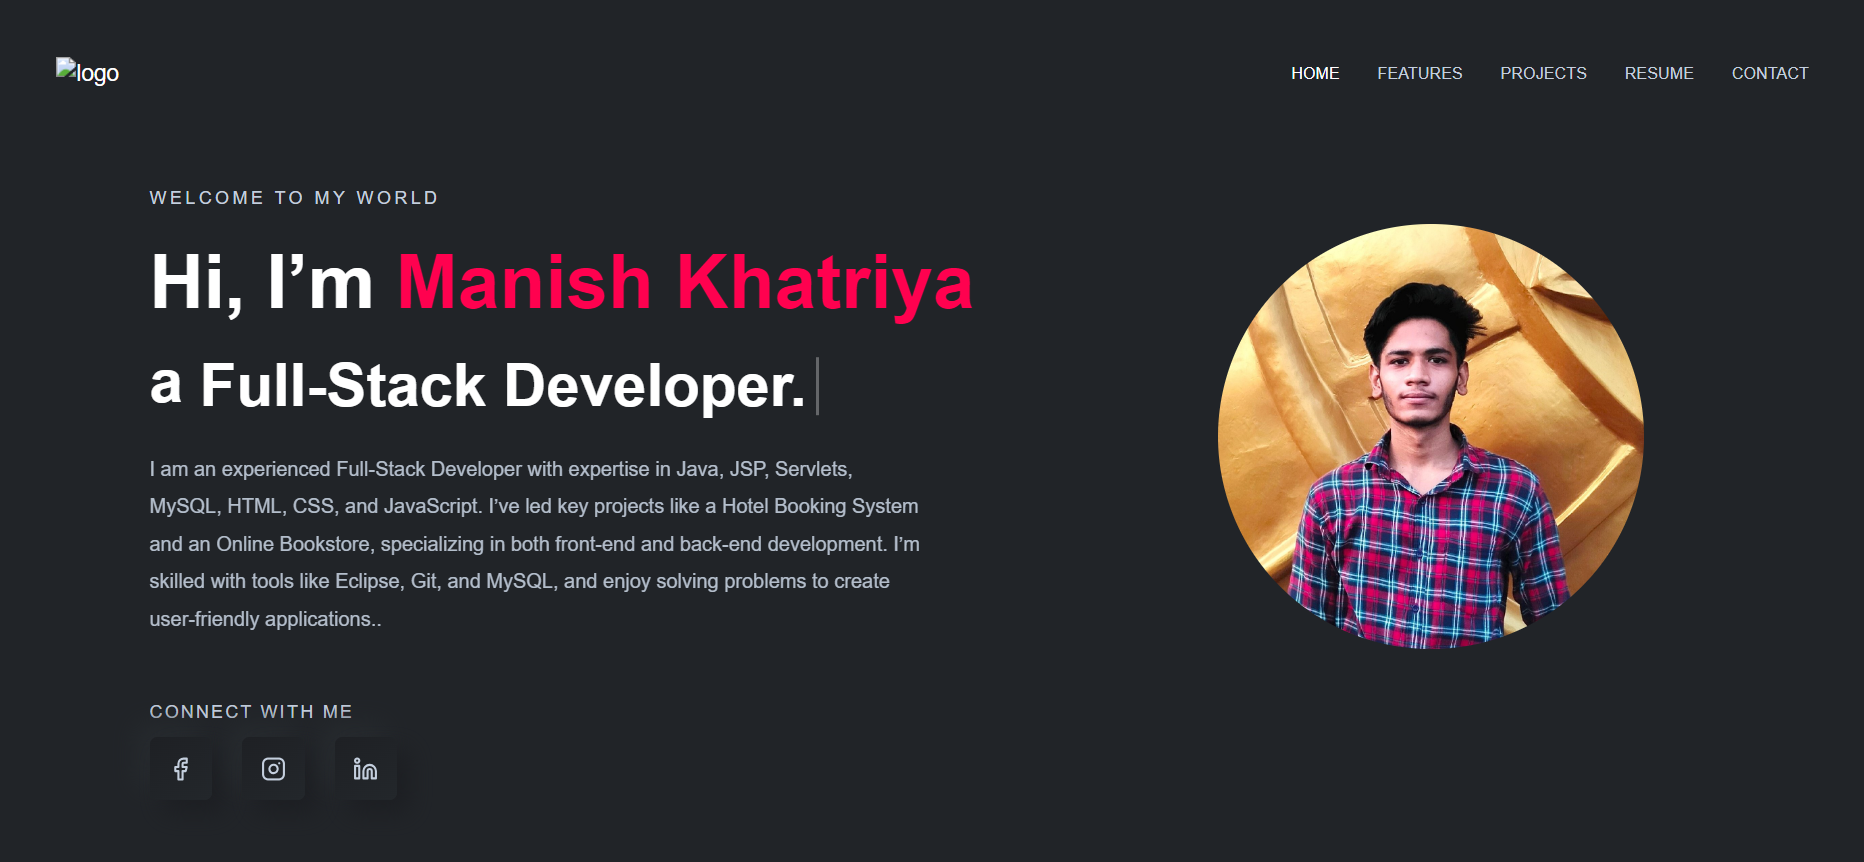 logo
HOME FEATURES PROJECTS RESUME CONTACT
WELCOME TO MY WORLD
Hi, I’m Manish Khatriya
a Full-Stack Developer.
I am an experienced Full-Stack Developer with expertise in Java, JSP, Servlets,
MySQL, HTML, CSS, and JavaScript. I’ve led key projects like a Hotel Booking System
and an Online Bookstore, specializing in both front-end and back-end development. I’m
skilled with tools like Eclipse, Git, and MySQL, and enjoy solving problems to create
user-friendly applications..
CONNECT WITH ME